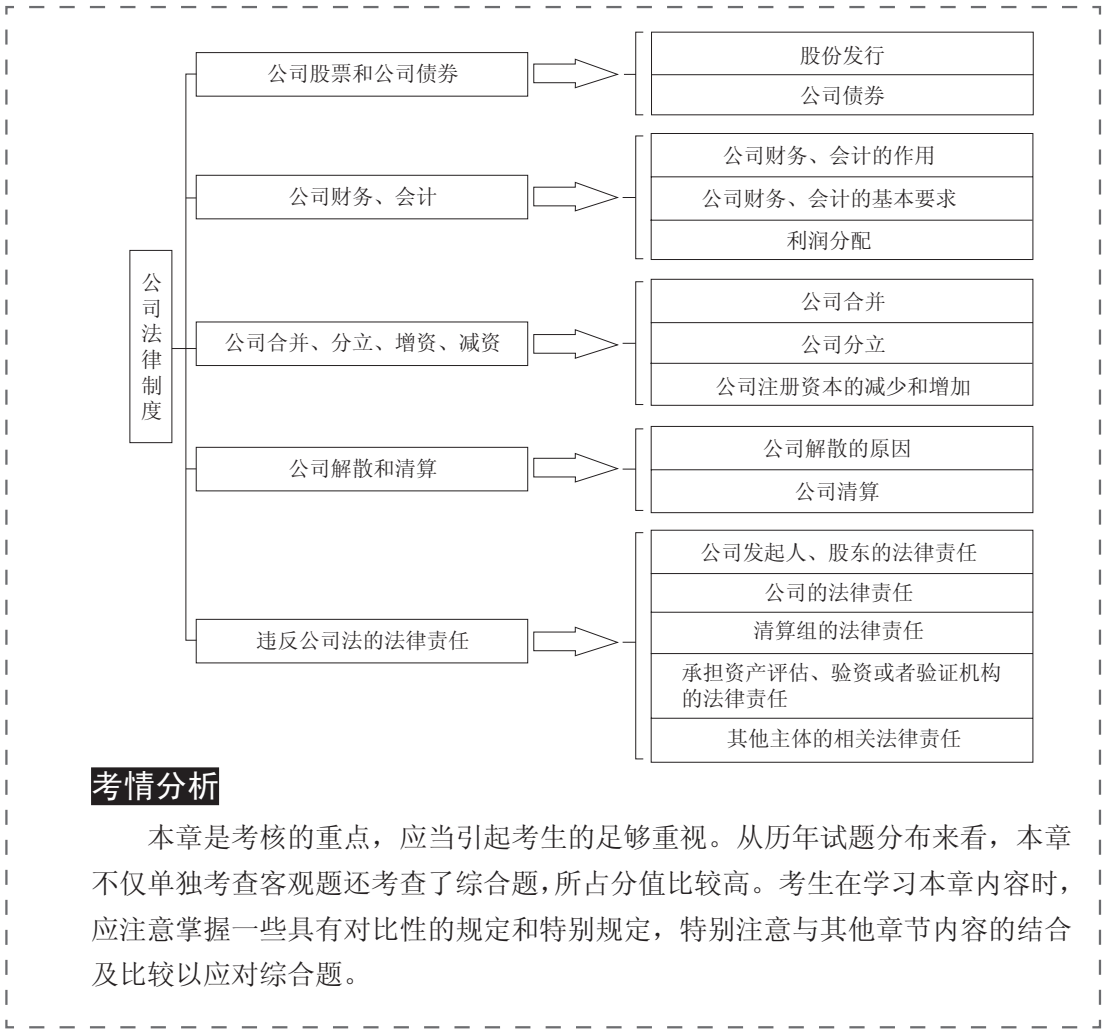 公司法律制度
公司股票和公司债券
股份发行
公司债券
公司财务、会计
公司财务、会计的作用
公司财务、会计的基本要求
利润分配
公司合并、分立、增资、减资
公司合并
公司分立
公司注册资本的减少和增加
公司解散和清算
公司解散的原因
公司清算
违反公司法的法律责任
公司发起人、股东的法律责任
公司的法律责任
清算组的法律责任
承担资产评估、验资或者验证机构
的法律责任
其他主体的相关法律责任
考情分析
本章是考核的重点，应当引起考生的足够重视。从历年试题分布来看，本章
不仅单独考查客观题还考查了综合题，所占分值比较高。考生在学习本章内容时，
应注意掌握一些具有对比性的规定和特别规定，特别注意与其他章节内容的结合
及比较以应对综合题。